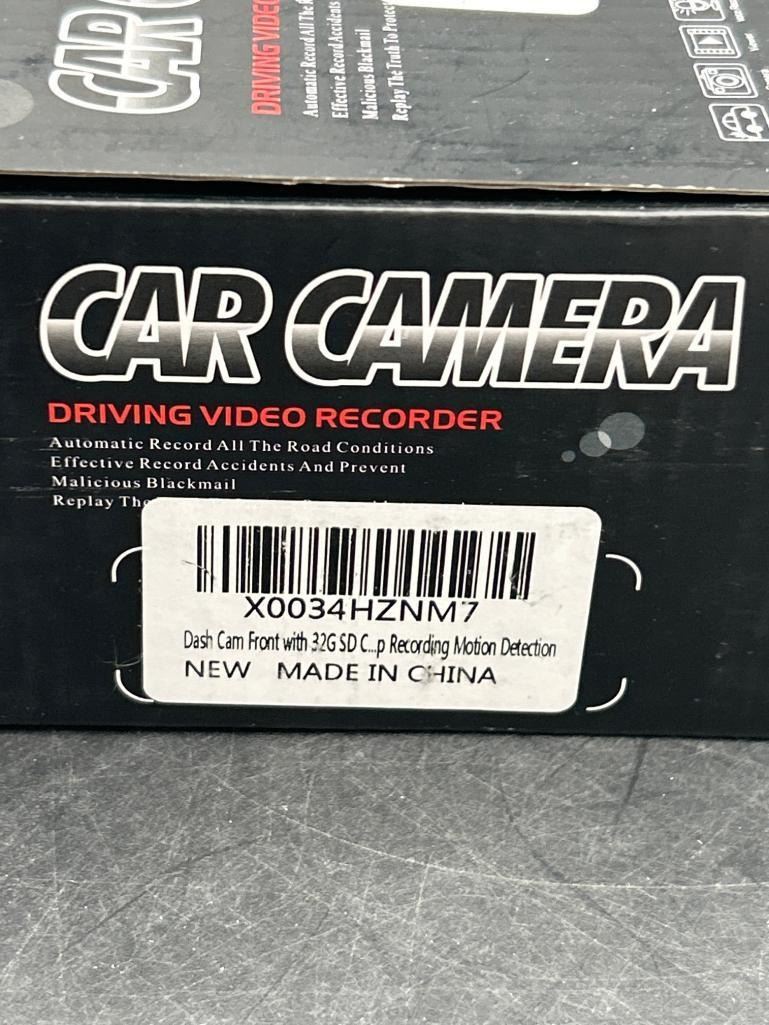 CAR
DRIVING VIDEO
Automatic Record All The
Effective Record Accidents
Malicious Blackmail
Replay The Truth To Protect
CAR CAMERA
DRIVING VIDEO RECORDER
Automatic Record All The Road Conditions
Effective Record Accidents And Prevent
Malicious Blackmail
Replay The
X0034HZNM7
Dash Cam Front with 32G SD C...p Recording Motion Detection
NEW MADE IN CHINA